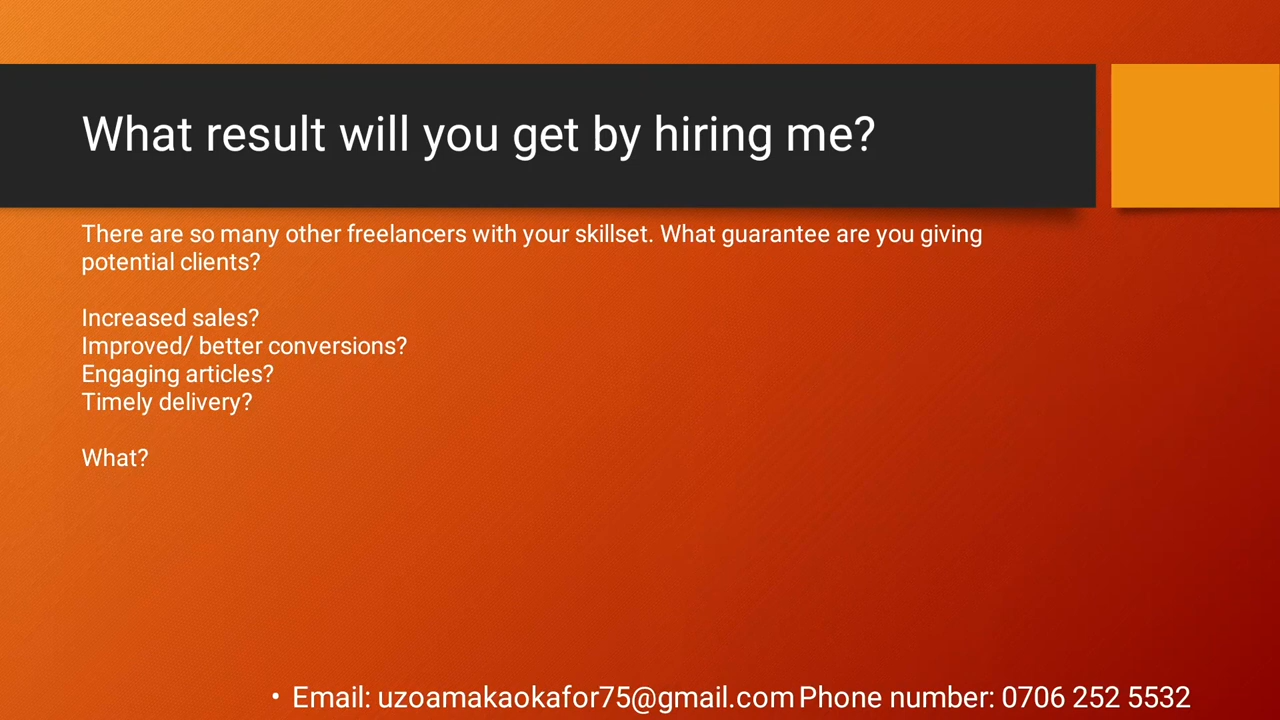 What result will you get by hiring me?
There are so many other freelancers with your skillset. What guarantee are you giving
potential clients?
Increased sales?
Improved/ better conversions?
Engaging articles?
Timely delivery?
What?
• Email: uzoamakaokafor75@gmail.com Phone number: 0706 252 5532